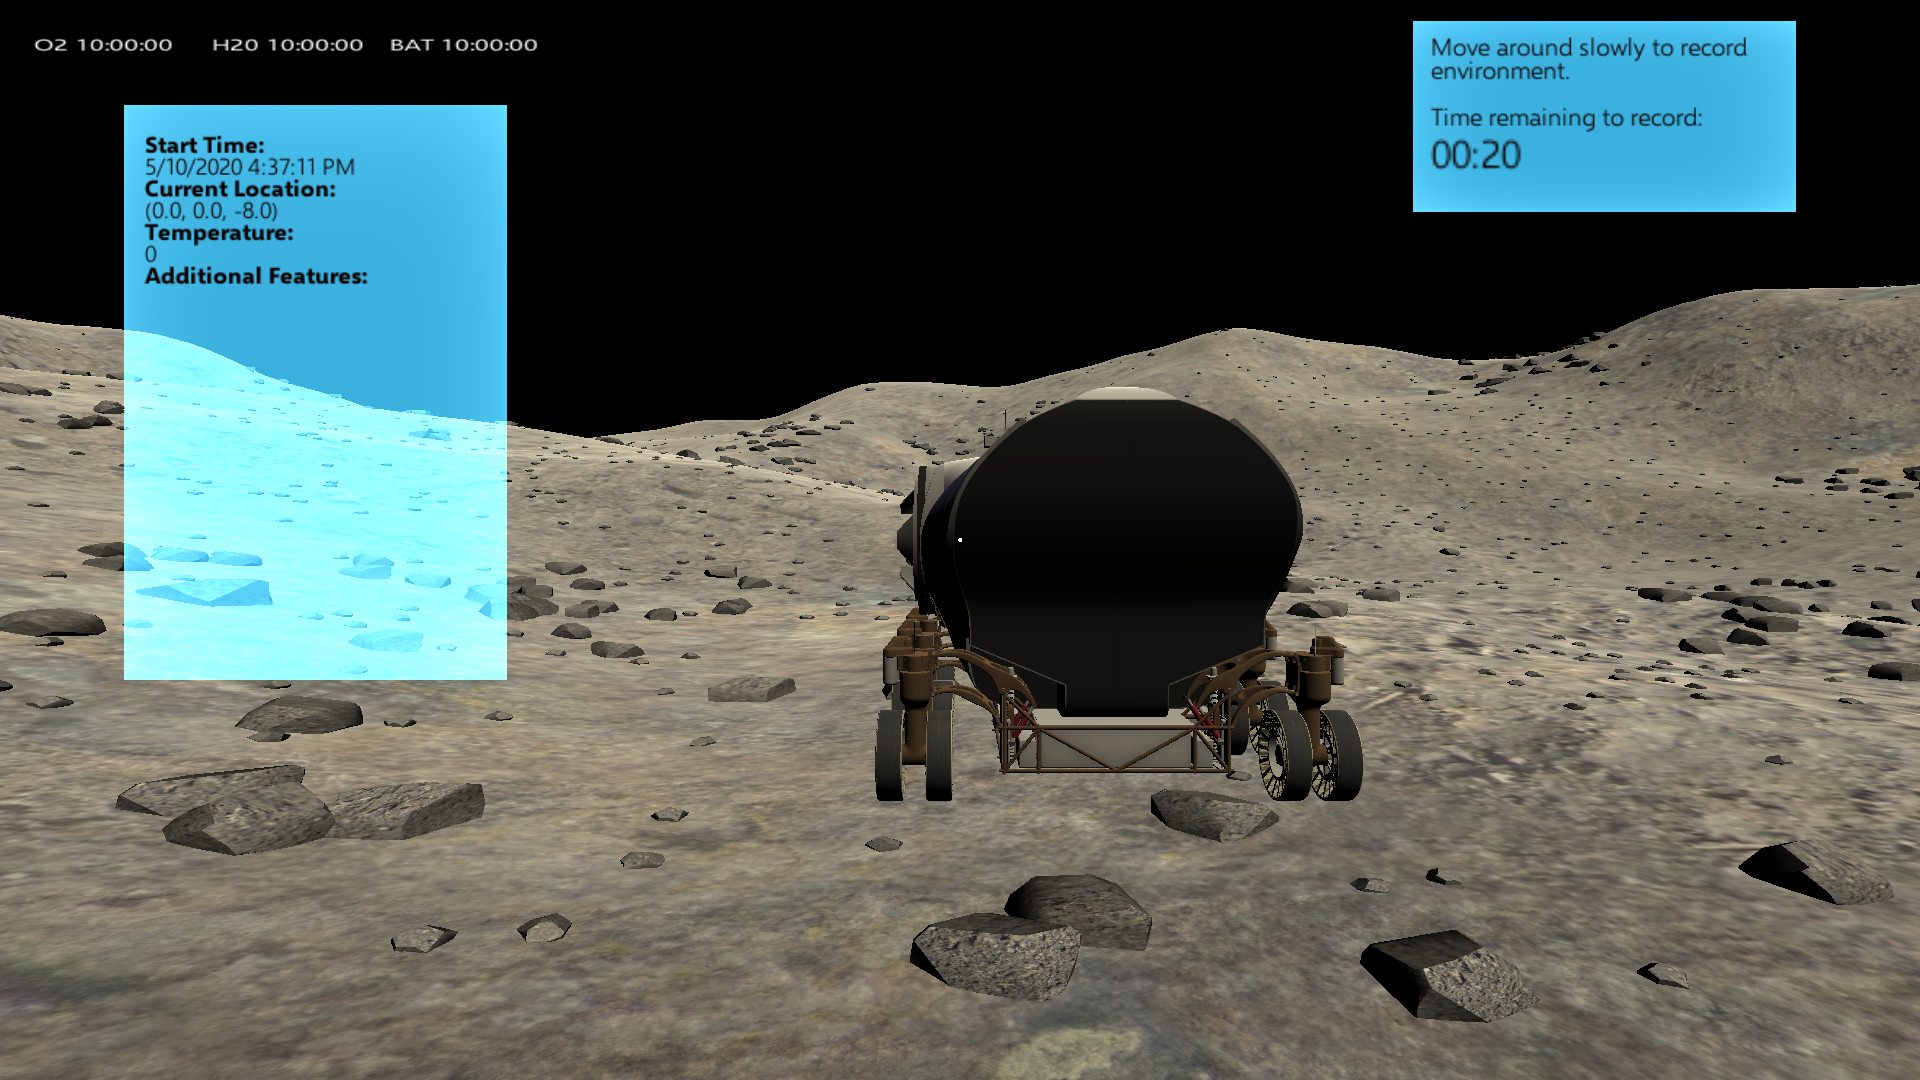 O2 10:00:00 H20 10:00:00 BAT 10:00:00
Start Time:
5/10/2020 4:37:11 PM
Current Location:
(0.0, 0.0, -8.0)
Temperature:
0
Additional Features:
Move around slowly to record
environment.
Time remaining to record:
00:20